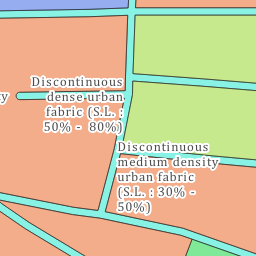 Discontinuous
dense urban
fabric (S.L. :
50% -  80%)
Discontinuous
medium density
urban fabric
(S.L. : 30% -
50%)